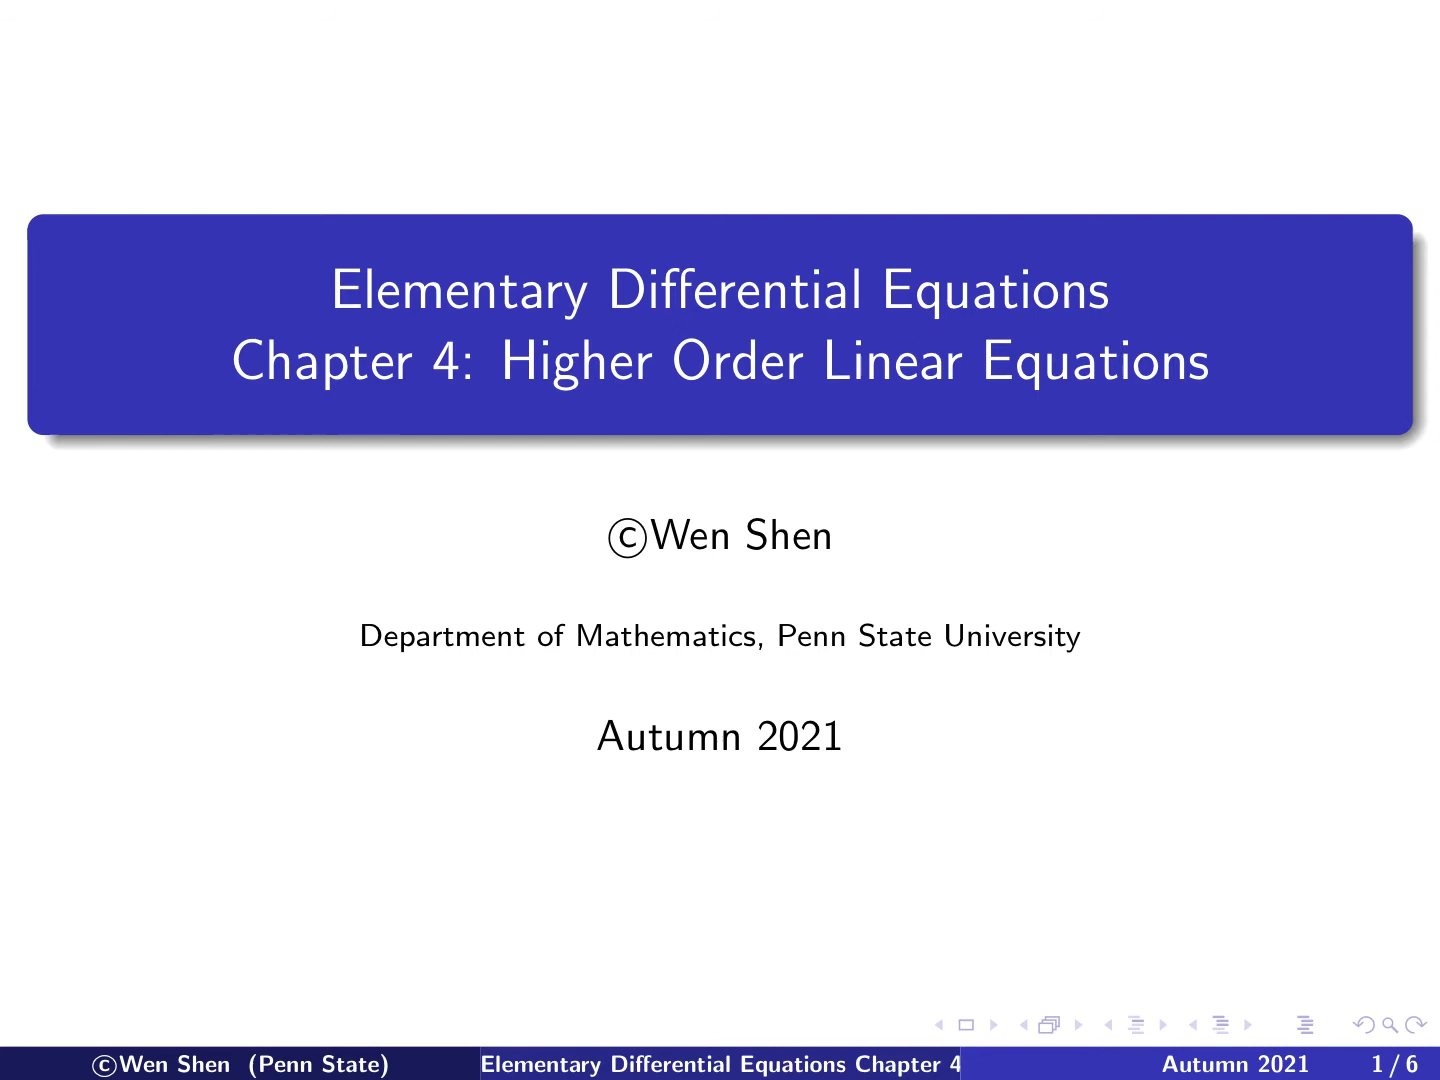 Elementary Differential Equations
Chapter 4: Higher Order Linear Equations
©Wen Shen
Department of Mathematics, Penn State University
Autumn 2021
©Wen Shen (Penn State) Elementary Differential Equations Chapter 4 Autumn 2021 1 / 6